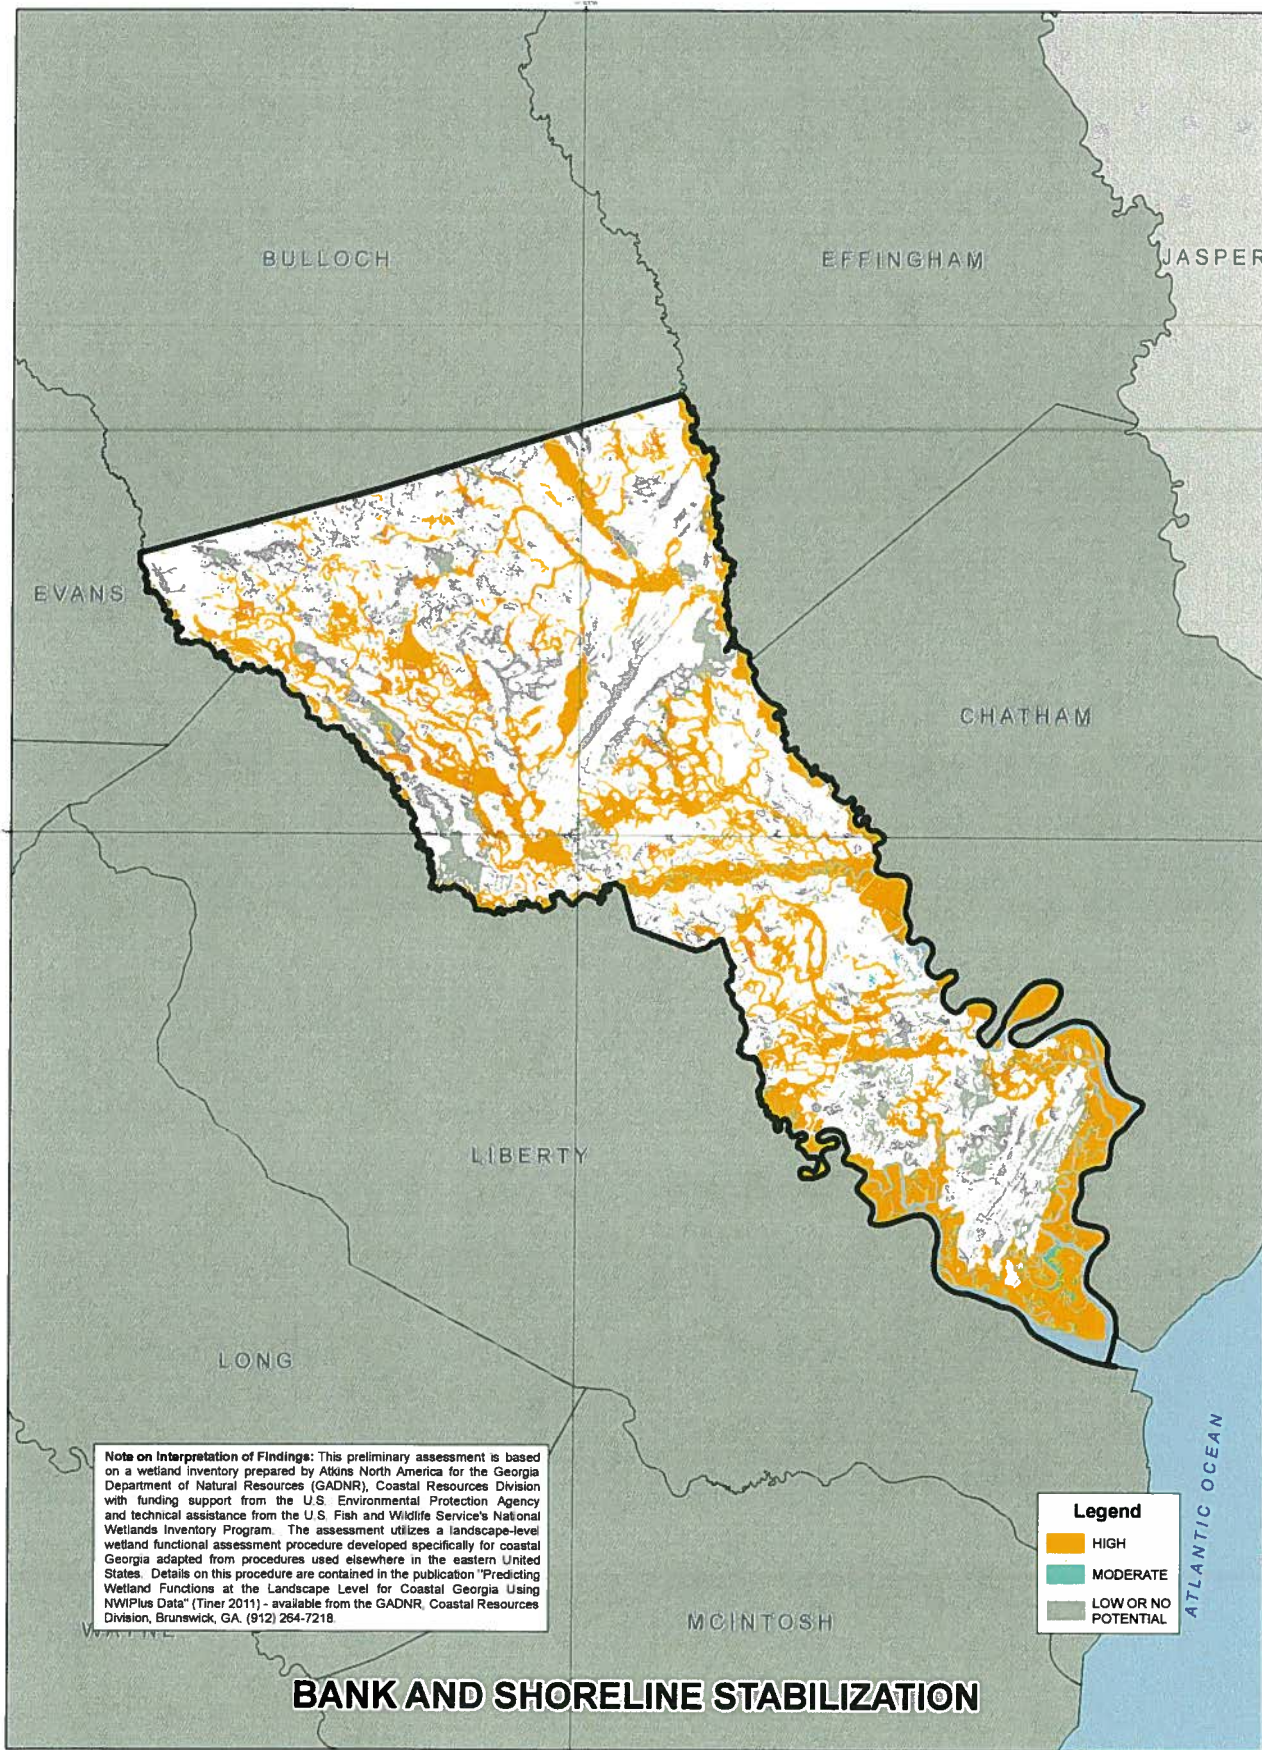 BULLOCH
EFFINGHAM
JASPER
EVANS
CHATHAM
LIBERTY
LONG
Note on Interpretation of Findings: This preliminary assessment is based
on a wetland inventory prepared by Atkins North America for the Georgia
Department of Natural Resources (GADNR), Coastal Resources Division
with funding support from the U.S. Environmental Protection Agency
and technical assistance from the U.S. Fish and Wildlife Service's National
Wetlands Inventory Program. The assessment utilizes a landscape-level
wetland functional assessment procedure developed specifically for coastal
Georgia adapted from procedures used elsewhere in the eastern United
States. Details on this procedure are contained in the publication "Predicting
Wetland Functions at the Landscape Level for Coastal Georgia Using
NWIPlus Data" (Tiner 2011) - available from the GADNR, Coastal Resources
Division, Brunswick, GA. (912) 264-7218.
WAYNE
MCINTOSH
Legend
HIGH
MODERATE
LOW OR NO
POTENTIAL
ATLANTIC OCEAN
BANK AND SHORELINE STABILIZATION